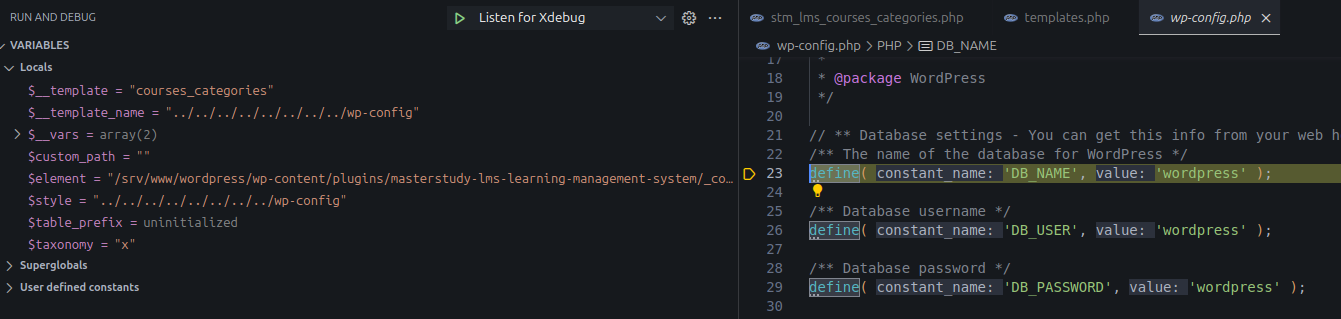 RUN AND DEBUG
Listen for Xdebug
VARIABLES
Locals
$__template = "courses_categories"
$__template_name = "../../../../../../../../wp-config"
$__vars = array(2)
$custom_path = ""
$element = "/srv/www/wordpress/wp-content/plugins/masterstudy-lms-learning-management-system/_co...
$style = "../../../../../../../../wp-config"
$table_prefix = uninitialized
$taxonomy = "x"
Superglobals
User defined constants
stm_lms_courses_categories.php
templates.php
wp-config.php
wp-config.php > PHP > DB_NAME
17 *
18 * @package WordPress
19 */
20
21 // ** Database settings - You can get this info from your web h
22 /** The name of the database for WordPress */
23 define( constant_name: 'DB_NAME', value: 'wordpress' );
24
25 /** Database username */
26 define( constant_name: 'DB_USER', value: 'wordpress' );
27
28 /** Database password */
29 define( constant_name: 'DB_PASSWORD', value: 'wordpress' );
30